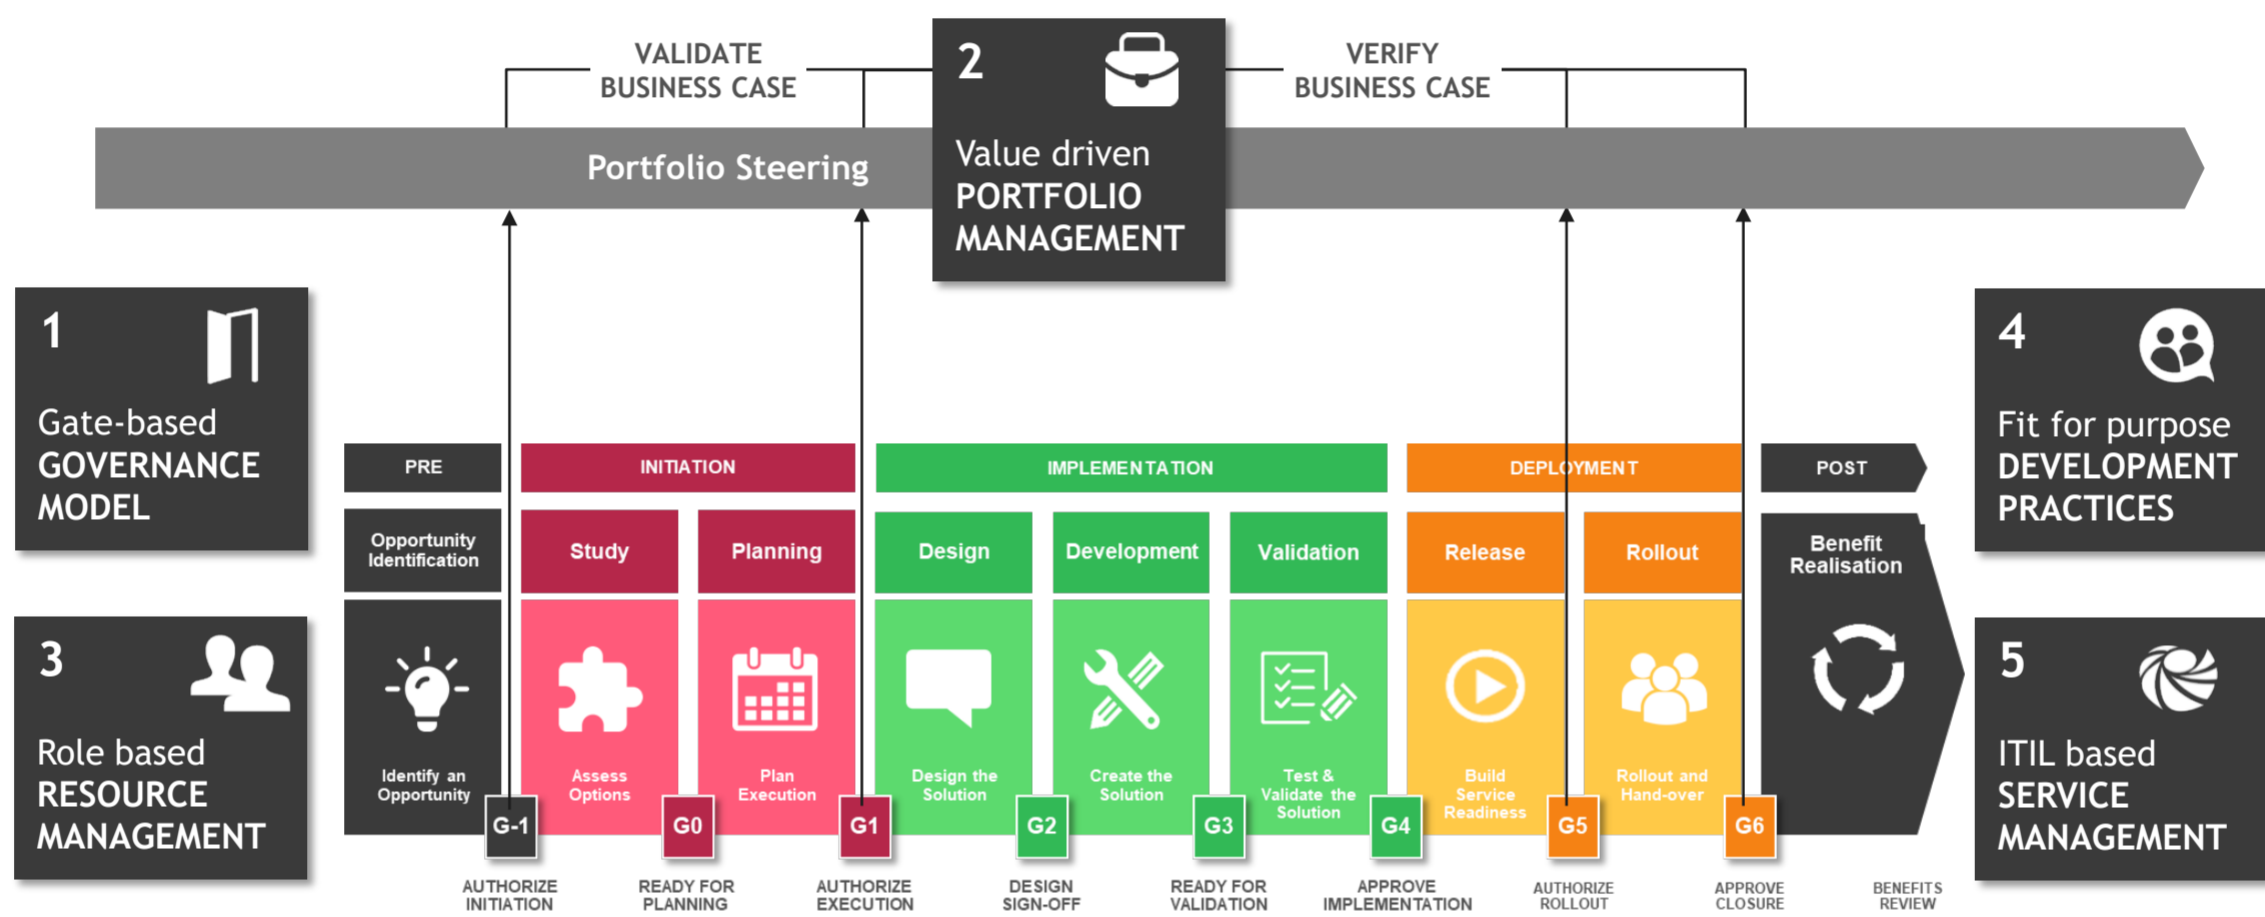 VALIDATE
BUSINESS CASE
2
VERIFY
BUSINESS CASE
Portfolio Steering
Value driven
PORTFOLIO
MANAGEMENT
1
Gate-based
GOVERNANCE
MODEL
4
Fit for purpose
DEVELOPMENT
PRACTICES
3
Role based
RESOURCE
MANAGEMENT
5
ITIL based
SERVICE
MANAGEMENT
PRE
INITIATION
IMPLEMENTATION
DEPLOYMENT
POST
Opportunity
Identification
Study
Planning
Design
Development
Validation
Release
Rollout
Benefit
Realisation
Identify an
Opportunity
Assess
Options
Plan
Execution
Design the
Solution
Create the
Solution
Test &
Validate the
Solution
Build
Service
Readiness
Rollout and
Hand-over
G-1
G0
G1
G2
G3
G4
G5
G6
AUTHORIZE
INITIATION
READY FOR
PLANNING
AUTHORIZE
EXECUTION
DESIGN
SIGN-OFF
READY FOR
VALIDATION
APPROVE
IMPLEMENTATION
AUTHORIZE
ROLLOUT
APPROVE
CLOSURE
BENEFITS
REVIEW